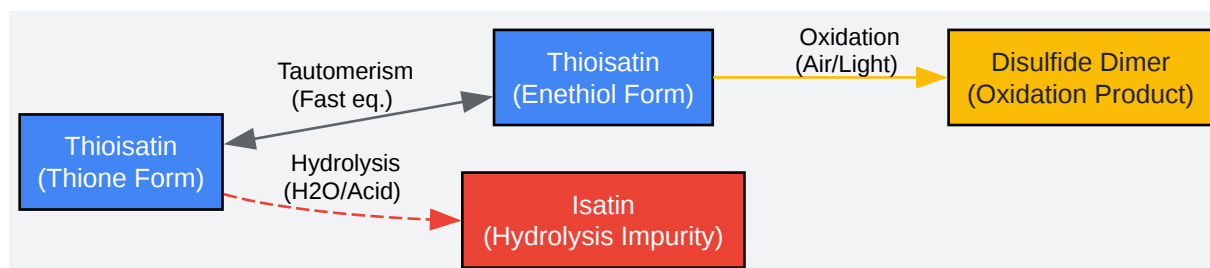 Thioisatin
(Thione Form)
Tautomerism
(Fast eq.)
Thioisatin
(Enethiol Form)
Oxidation
(Air/Light)
Disulfide Dimer
(Oxidation Product)
Hydrolysis
(H2O/Acid)
Isatin
(Hydrolysis Impurity)